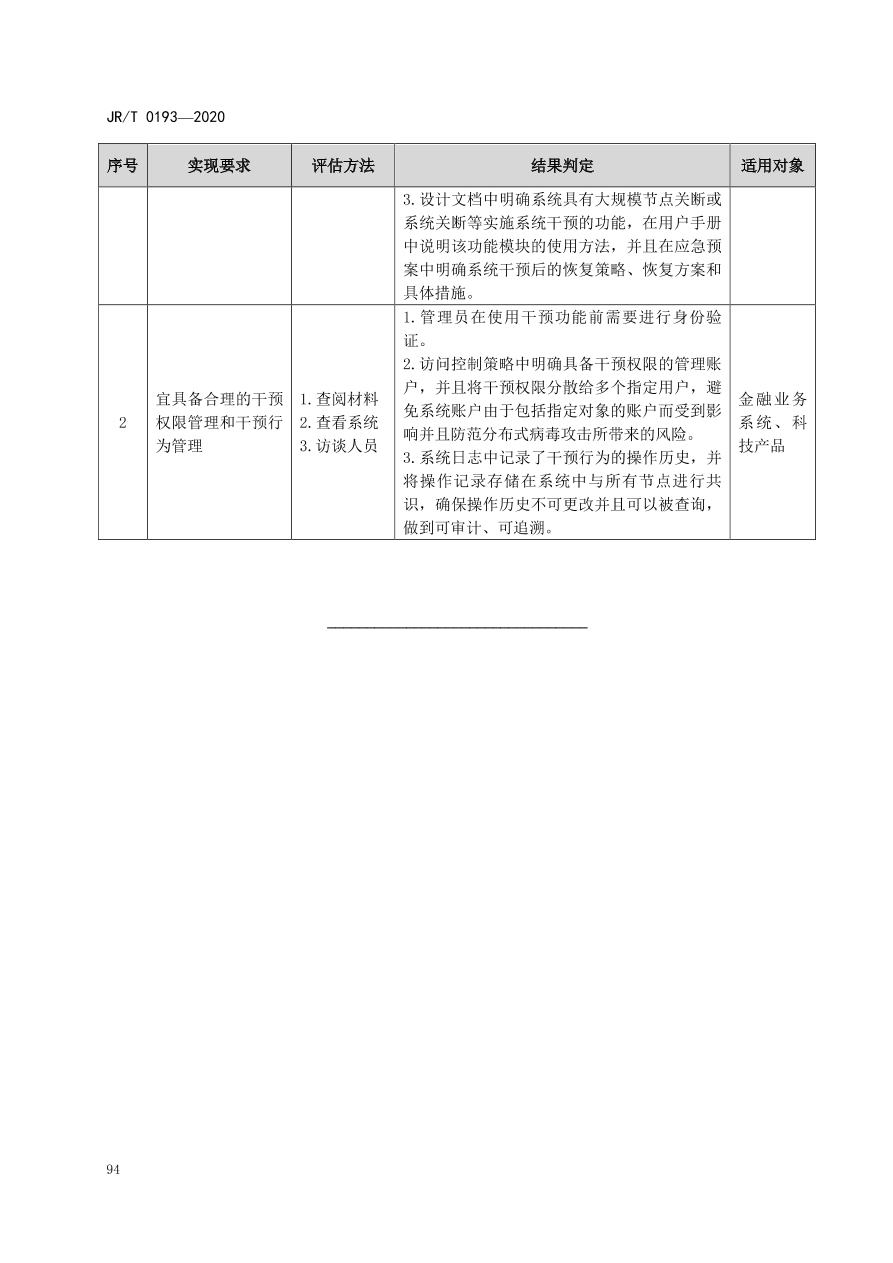 JR/T 0193—2020
序号 实现要求 评估方法 结果判定 适用对象
3.设计文档中明确系统具有大规模节点关断或
系统关断等实施系统干预的功能，在用户手册
中说明该功能模块的使用方法，并且在应急预
案中明确系统干预后的恢复策略、恢复方案和
具体措施。
2
宜具备合理的干预
权限管理和干预行
为管理
1.查阅材料
2.查看系统
3.访谈人员
1.管理员在使用干预功能前需要进行身份验
证。
2.访问控制策略中明确具备干预权限的管理账
户，并且将干预权限分散给多个指定用户，避
免系统账户由于包括指定对象的账户而受到影
响并且防范分布式病毒攻击所带来的风险。
3.系统日志中记录了干预行为的操作历史，并
将操作记录存储在系统中与所有节点进行共
识，确保操作历史不可更改并且可以被查询，
做到可审计、可追溯。
金融业务
系统、科
技产品
94